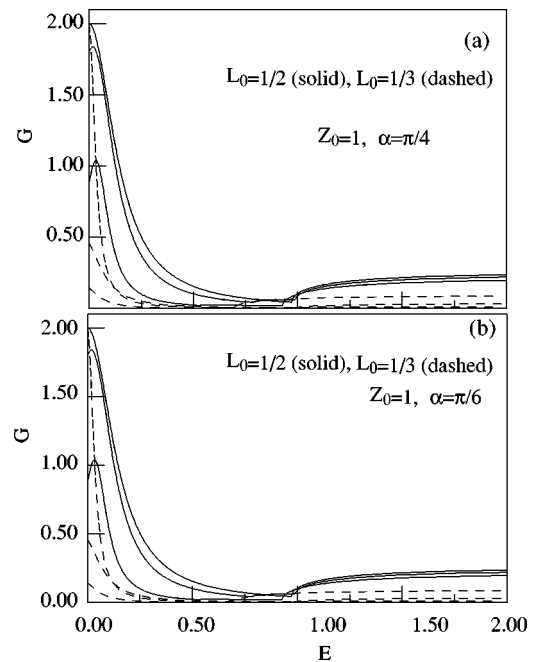 2.00
(a)
L0=1/2 (solid), L0=1/3 (dashed)
1.50
Z0=1, α=π/4
G
1.00
0.50
2.00
(b)
L0=1/2 (solid), L0=1/3 (dashed)
Z0=1, α=π/6
1.50
G
1.00
0.50
0.00
0.00 0.50 1.00 1.50 2.00
E